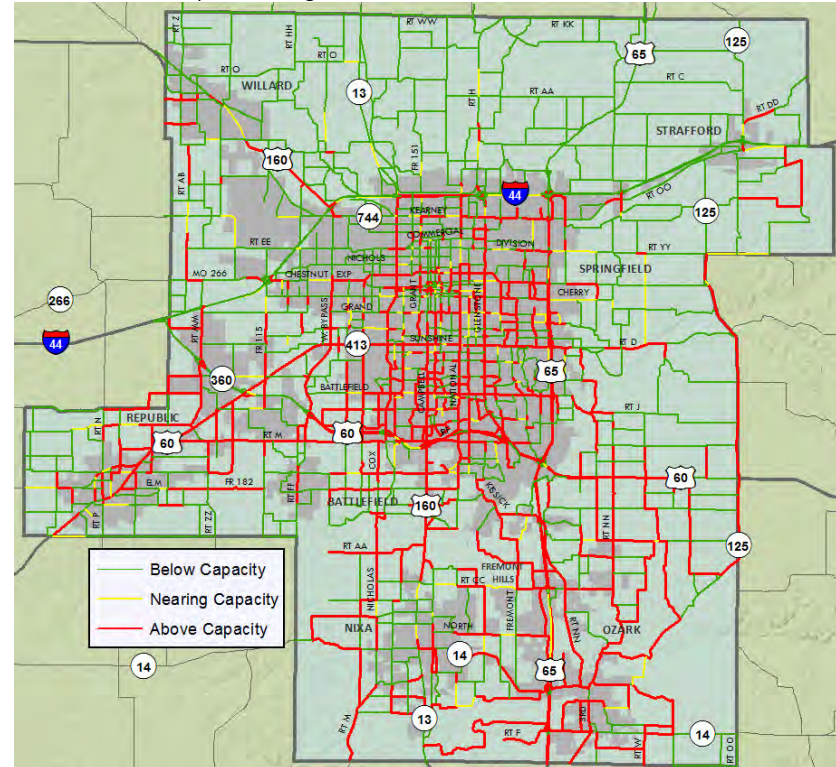 RT Z
RT HH
RT WW
RT KK
125
65
RT O
RT O
RT C
WILLARD
13
RT H
RT AA
RT DD
STRAFFORD
160
FR 151
RT AB
44
RT OO
KEARNEY
125
744
COMMERCIAL
RT EE
DIVISION
RT YY
NICHOLS
SPRINGFIELD
MO 266
CHESTNUT EXP
266
GRAND
GRANT
GLENSTONE
CHERRY
W. BYPASS
RT MM
FR 115
44
413
SUNSHINE
RT D
65
360
BATTLEFIELD
CAMPBELL
NATIONAL
REPUBLIC
RT N
RT J
60
RT M
60
COX
60
ELM
FR 182
RT FF
KISSICK
BATTLEFIELD
160
RT P
RT ZZ
RT NN
RT AA
125
Below Capacity
FREMONT
HILLS
RT CC
Nearing Capacity
NICHOLAS
FREMONT
Above Capacity
NIXA
NORTH
RT NN
OZARK
14
14
65
RT M
13
3RD
RT F
RT W
14
RT OO